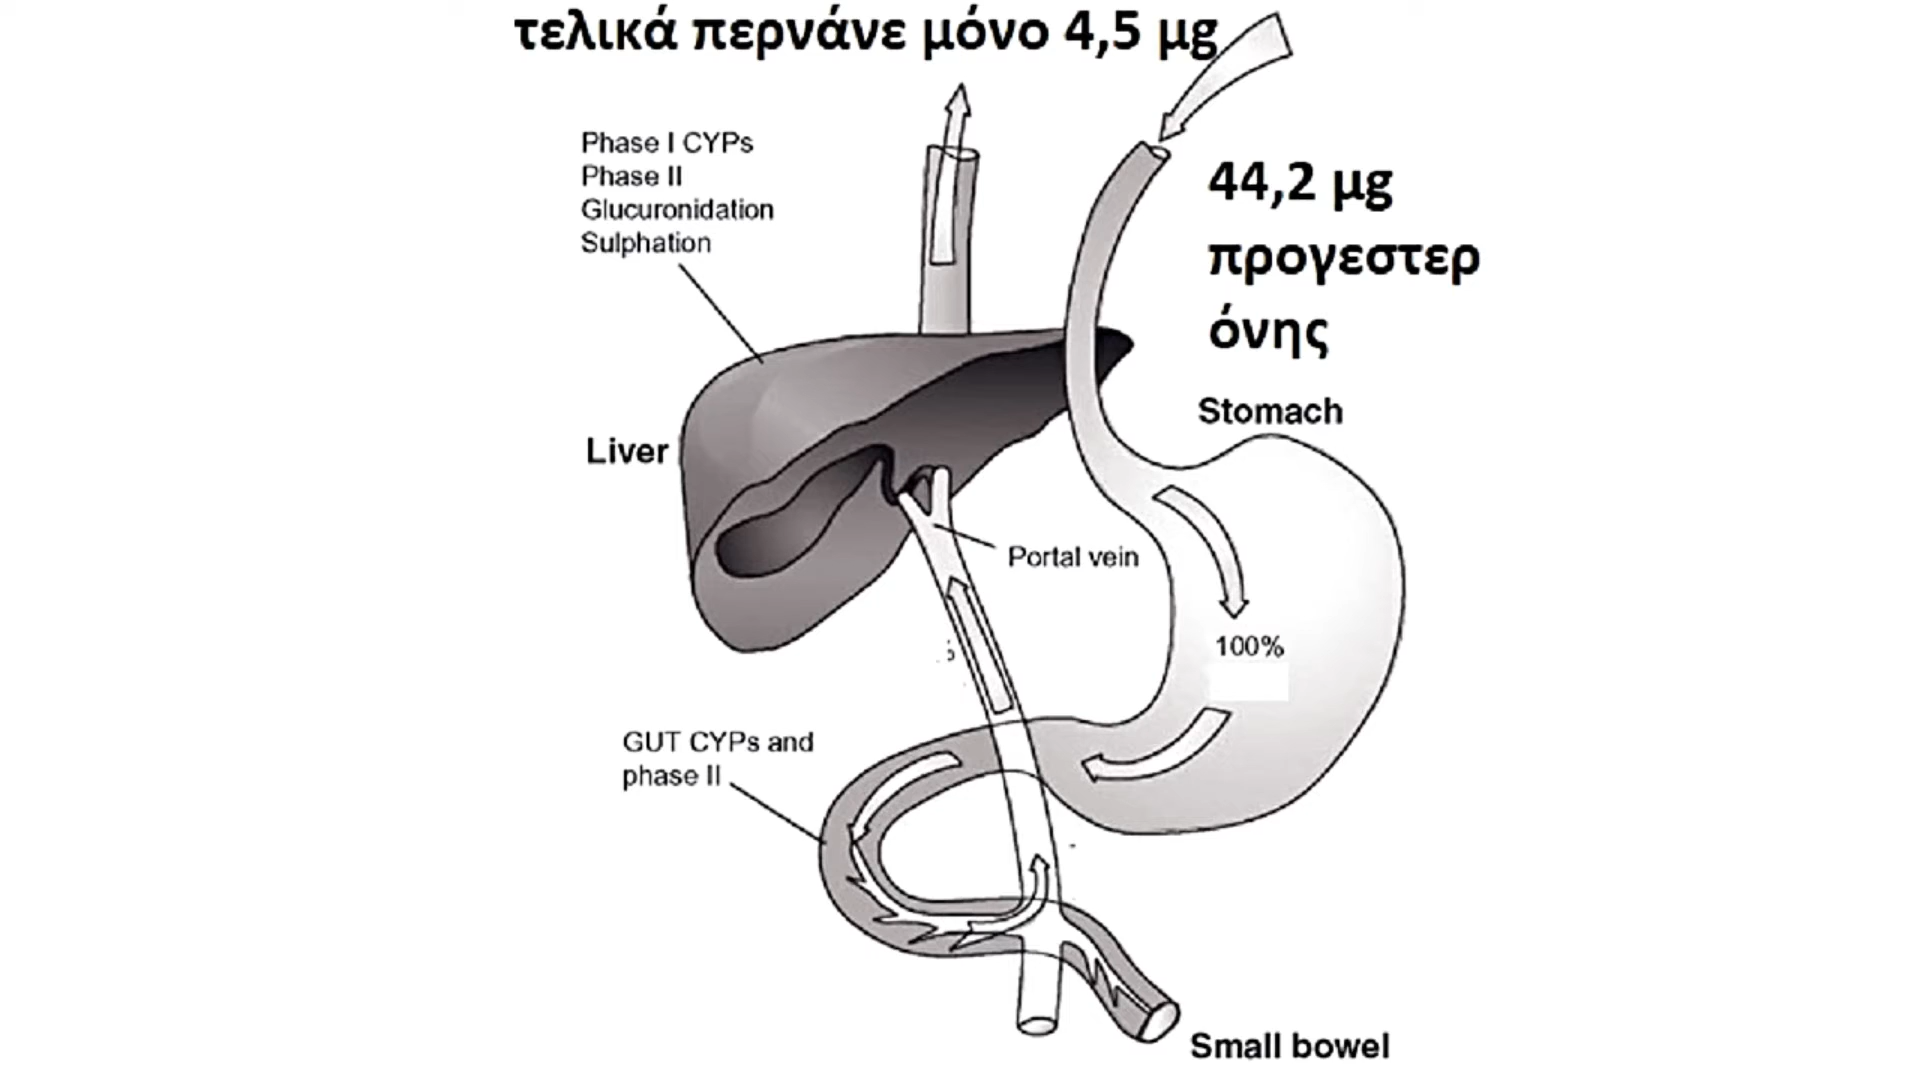 τελικά περνάνε μόνο 4,5 μg
Phase I CYPs
Phase II
Glucuronidation
Sulphation
44,2 μg
προγεστερ
όνης
Stomach
Liver
Portal vein
100%
GUT CYPs and
phase II
Small bowel